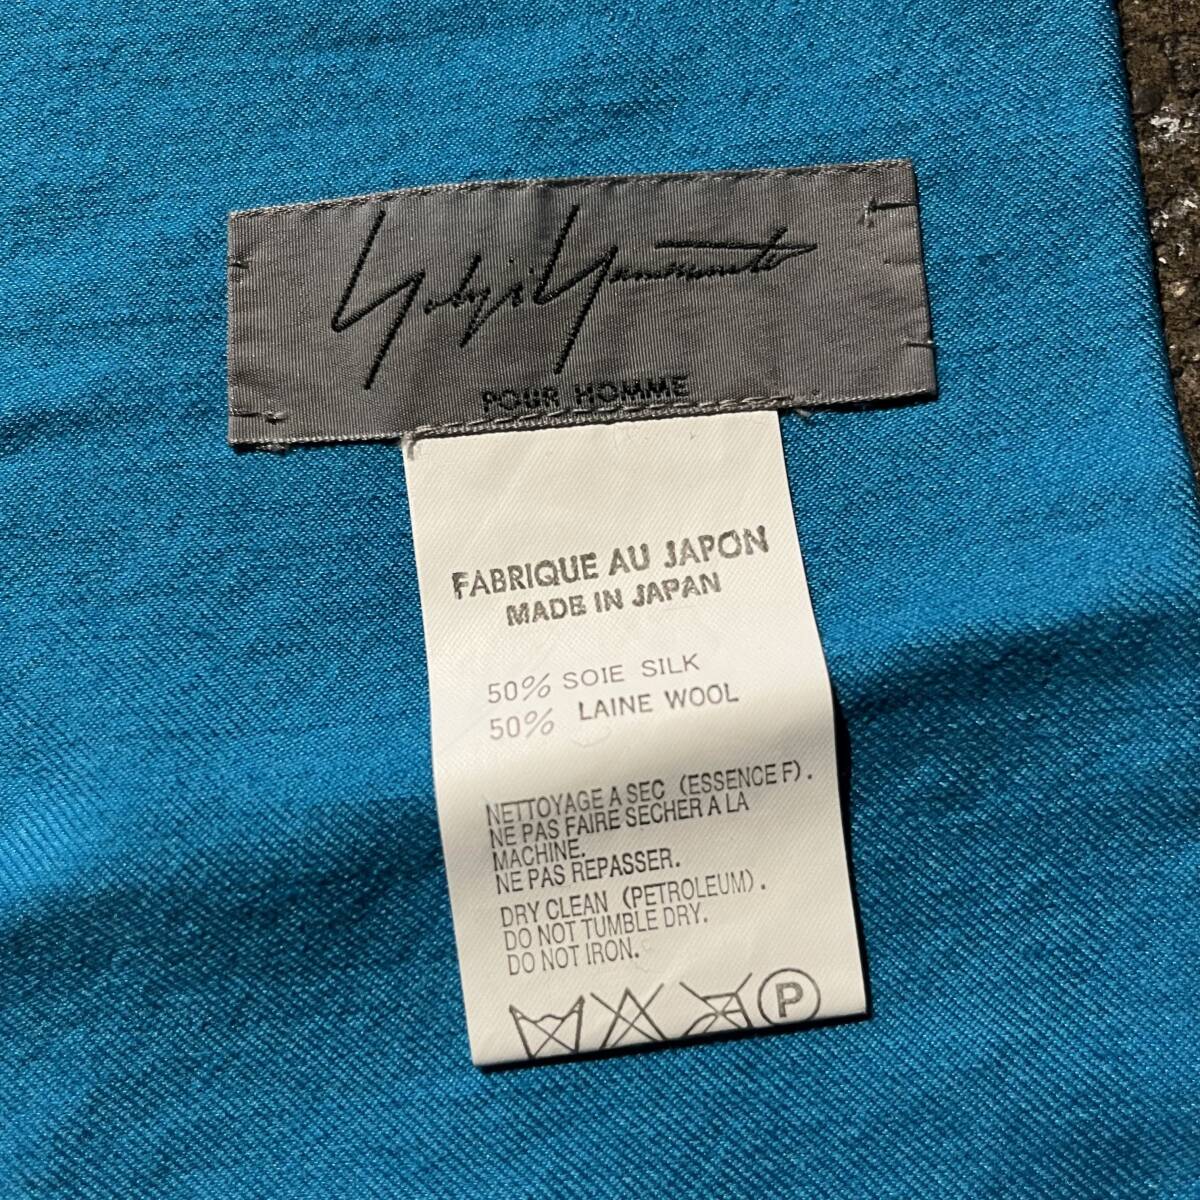 Yohji Yamamoto
POUR HOMME
FABRIQUE AU JAPON
MADE IN JAPAN
50% SOIE SILK
50% LAINE WOOL
NETTOYAGE A SEC (ESSENCE F).
NE PAS FAIRE SECHER A LA
MACHINE.
NE PAS REPASSER.
DRY CLEAN (PETROLEUM).
DO NOT TUMBLE DRY.
DO NOT IRON.
P